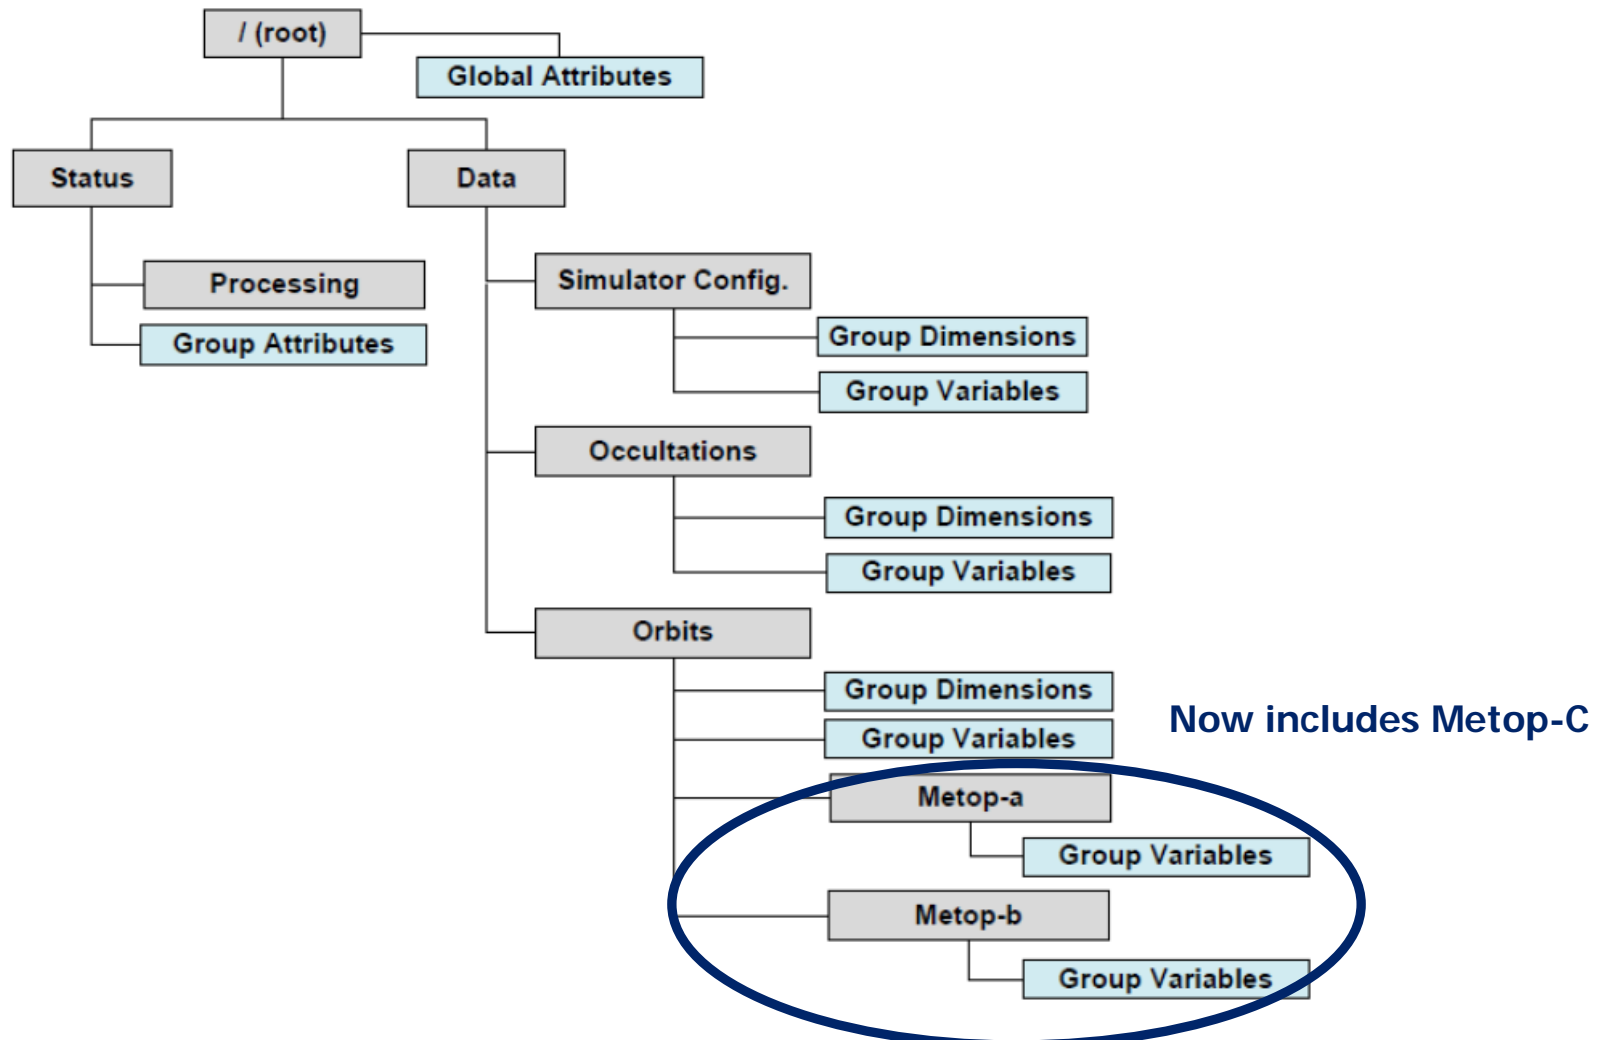 / (root)
Global Attributes
Status
Data
Processing
Group Attributes
Simulator Config.
Group Dimensions
Group Variables
Occultations
Group Dimensions
Group Variables
Orbits
Group Dimensions
Group Variables
Now includes Metop-C
Metop-a
Group Variables
Metop-b
Group Variables